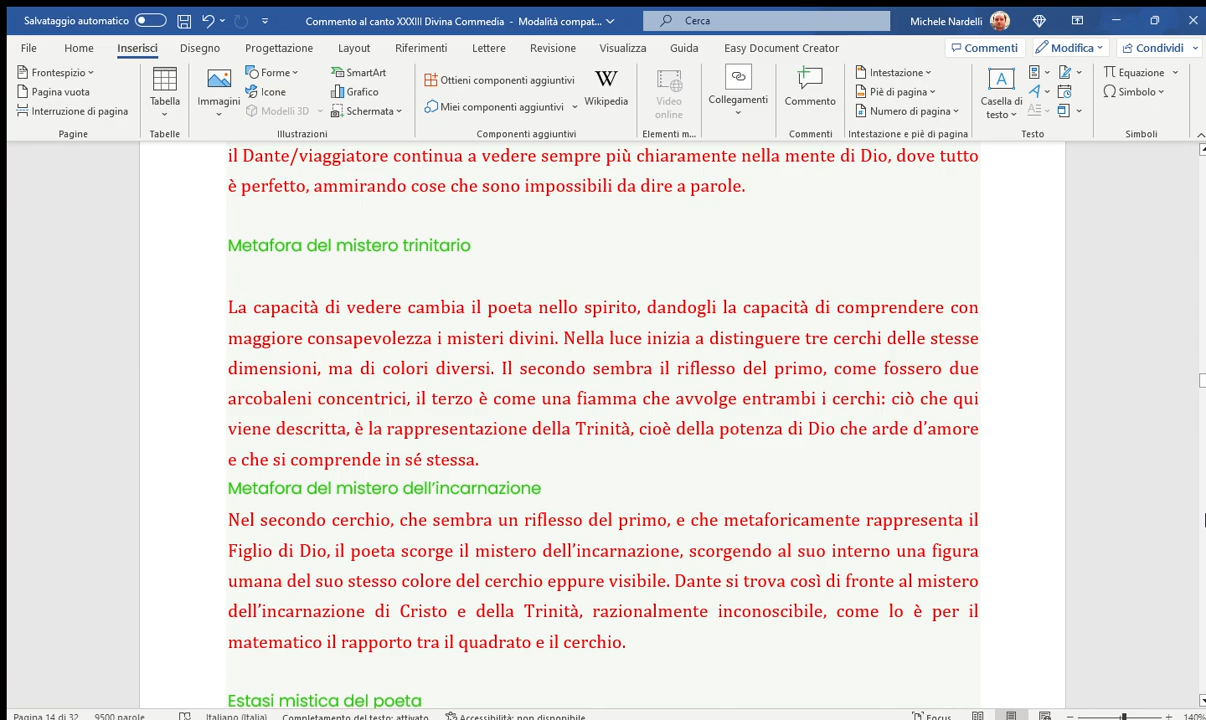 Salvataggio automatico
Commento al canto XXXIII Divina Commedia - Modalità compat...
Cerca
Michele Nardelli
File Home Inserisci Disegno Progettazione Layout Riferimenti Lettere Revisione Visualizza Guida Easy Document Creator
Commenti
Modifica
Condividi
Frontespizio
Pagina vuota
Interruzione di pagina
Pagine
Tabella
Tabelle
Immagini
Forme
Icone
Modelli 3D
SmartArt
Grafico
Schermata
Illustrazioni
Ottieni componenti aggiuntivi
Miei componenti aggiuntivi
W
Wikipedia
Componenti aggiuntivi
Video
online
Elementi m...
Collegamenti
Commento
Commenti
Intestazione
Piè di pagina
Numero di pagina
Intestazione e piè di pagina
A
Casella di
testo
Testo
Equazione
Simbolo
Simboli
il Dante/viaggiatore continua a vedere sempre più chiaramente nella mente di Dio, dove tutto
è perfetto, ammirando cose che sono impossibili da dire a parole.
Metafora del mistero trinitario
La capacità di vedere cambia il poeta nello spirito, dandogli la capacità di comprendere con
maggiore consapevolezza i misteri divini. Nella luce inizia a distinguere tre cerchi delle stesse
dimensioni, ma di colori diversi. Il secondo sembra il riflesso del primo, come fossero due
arcobaleni concentrici, il terzo è come una fiamma che avvolge entrambi i cerchi: ciò che qui
viene descritta, è la rappresentazione della Trinità, cioè della potenza di Dio che arde d'amore
e che si comprende in sé stessa.
Metafora del mistero dell'incarnazione
Nel secondo cerchio, che sembra un riflesso del primo, e che metaforicamente rappresenta il
Figlio di Dio, il poeta scorge il mistero dell'incarnazione, scorgendo al suo interno una figura
umana del suo stesso colore del cerchio eppure visibile. Dante si trova così di fronte al mistero
dell'incarnazione di Cristo e della Trinità, razionalmente inconoscibile, come lo è per il
matematico il rapporto tra il quadrato e il cerchio.
Estasi mistica del poeta
Pagina 14 di 32 9500 parole Italiano (Italia) Completamento del testo: attivato Accessibilità: non disponibile Focus 140%